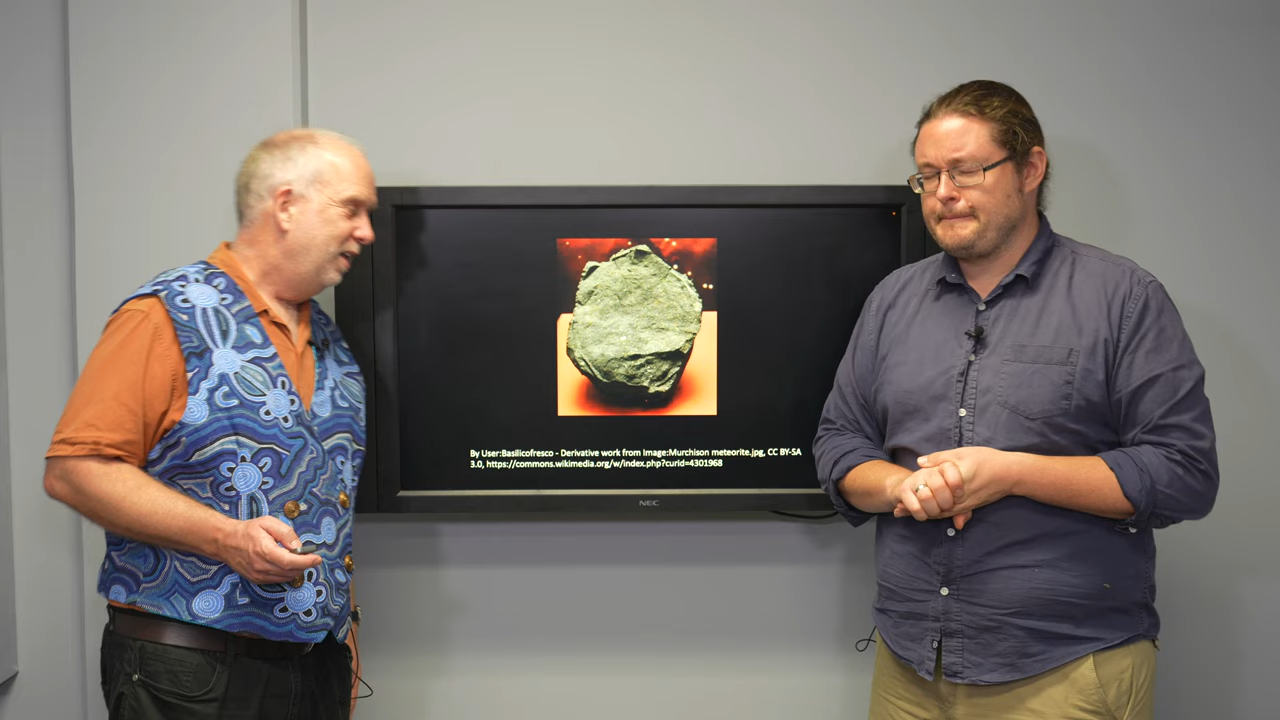 By User:Basilicofresco - Derivative work from Image:Murchison meteorite.jpg, CC BY-SA
3.0, https://commons.wikimedia.org/w/index.php?curid=4301968
NEC